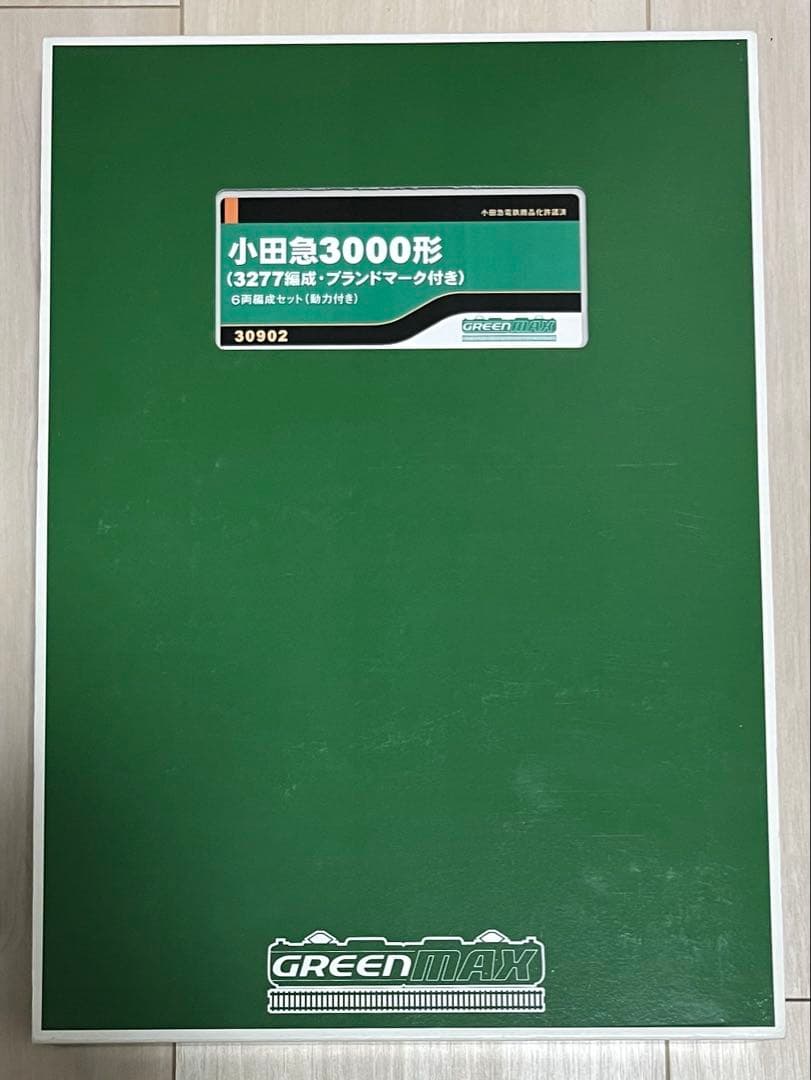 小田急電鉄商品化許諾済
小田急3000形
(3277編成・ブランドマーク付き)
6両編成セット(動力付き)
30902
GREENMAX
GREENMAX